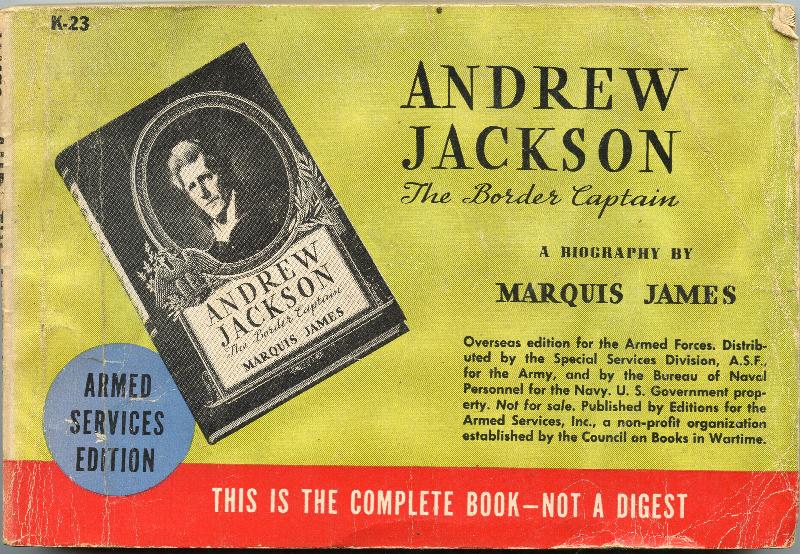 K-23
ANDREW
JACKSON
The Border Captain
A BIOGRAPHY BY
MARQUIS JAMES
ANDREW
JACKSON
The Border Captain
MARQUIS JAMES
Overseas edition for the Armed Forces. Distrib-
uted by the Special Services Division, A.S.F.,
for the Army, and by the Bureau of Naval
Personnel for the Navy. U. S. Government prop-
erty. Not for sale. Published by Editions for the
Armed Services, Inc., a non-profit organization
established by the Council on Books in Wartime.
ARMED
SERVICES
EDITION
THIS IS THE COMPLETE BOOK—NOT A DIGEST